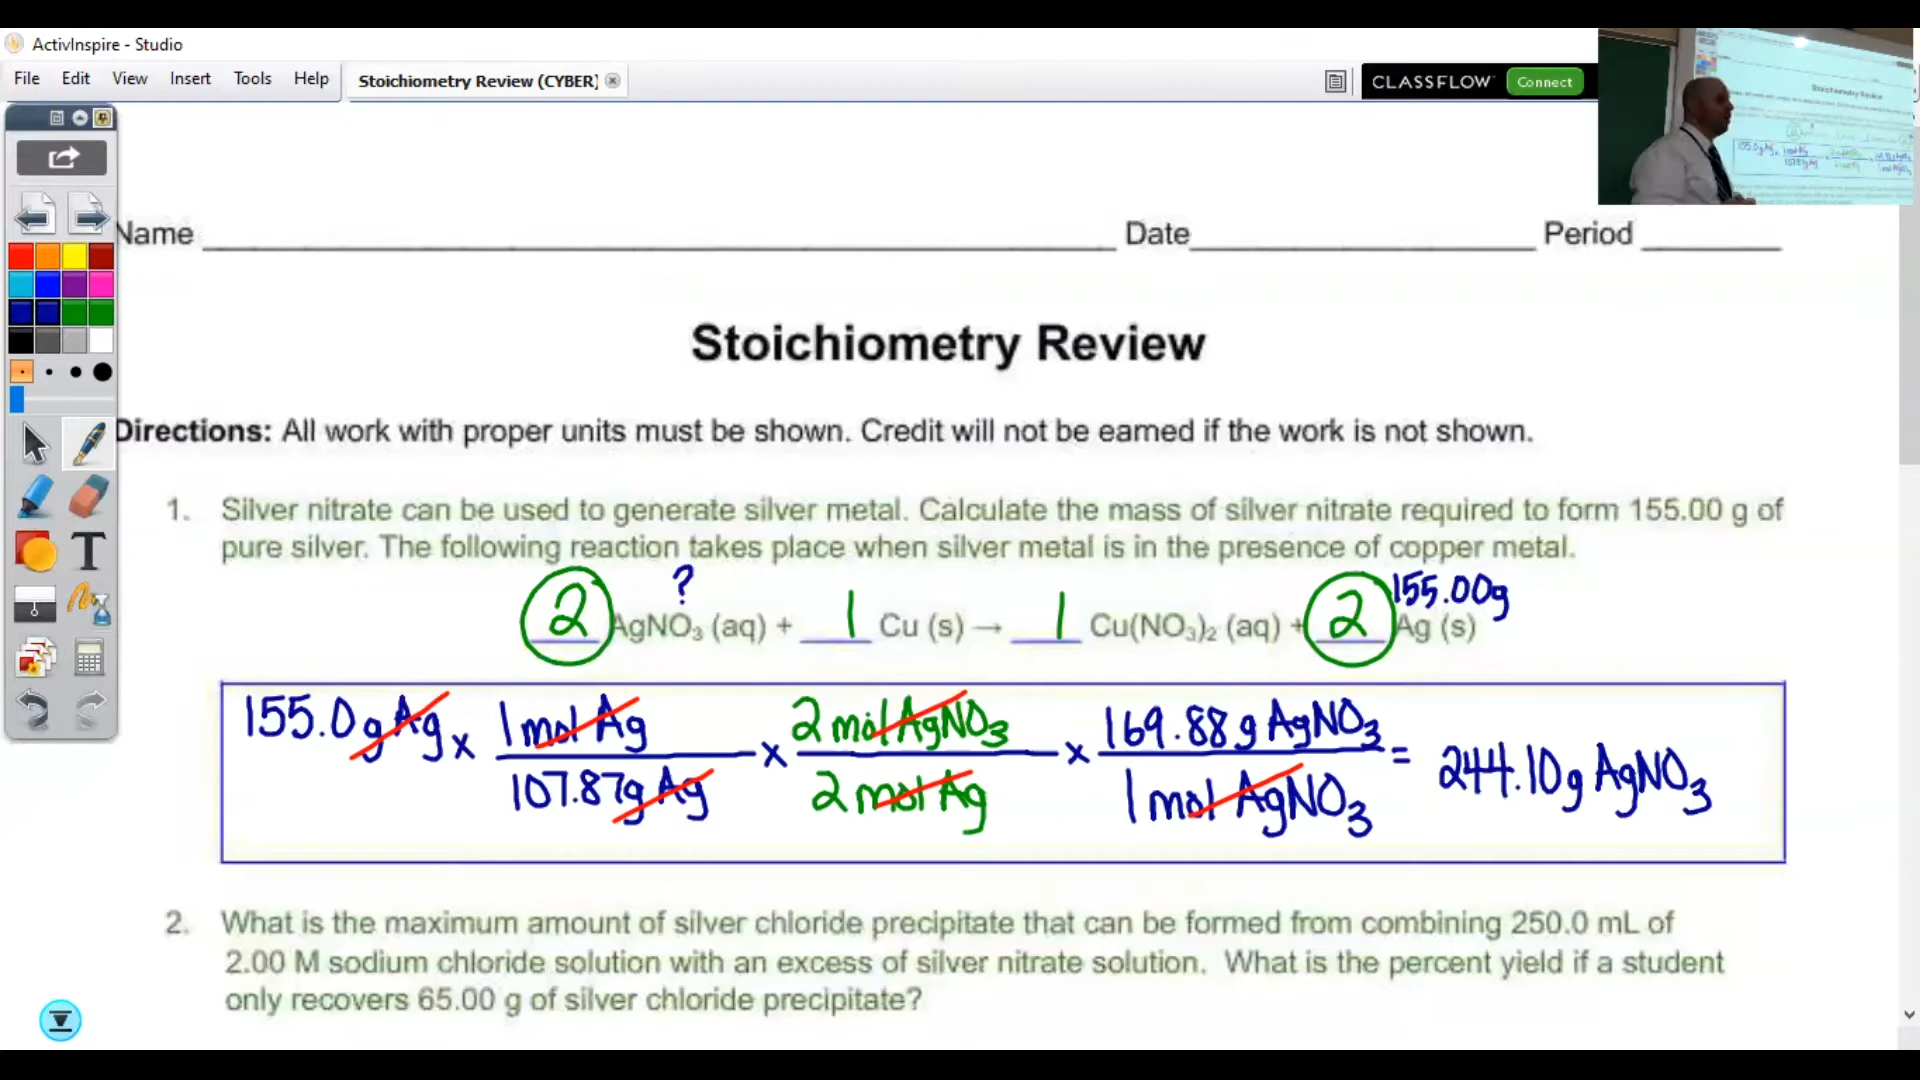 ActivInspire - Studio
File Edit View Insert Tools Help
Stoichiometry Review (CYBER)
CLASSFLOW Connect
Name Date Period
Stoichiometry Review
Directions: All work with proper units must be shown. Credit will not be earned if the work is not shown.
1. Silver nitrate can be used to generate silver metal. Calculate the mass of silver nitrate required to form 155.00 g of
pure silver. The following reaction takes place when silver metal is in the presence of copper metal.
? 155.00g
2 AgNO₃ (aq) + 1 Cu (s) → 1 Cu(NO₃)₂ (aq) + 2 Ag (s)
155.0g Ag x 1 mol Ag x 2 mol AgNO₃ x 169.88g AgNO₃ = 244.10g AgNO₃
107.87g Ag 2 mol Ag 1 mol AgNO₃
2. What is the maximum amount of silver chloride precipitate that can be formed from combining 250.0 mL of
2.00 M sodium chloride solution with an excess of silver nitrate solution. What is the percent yield if a student
only recovers 65.00 g of silver chloride precipitate?